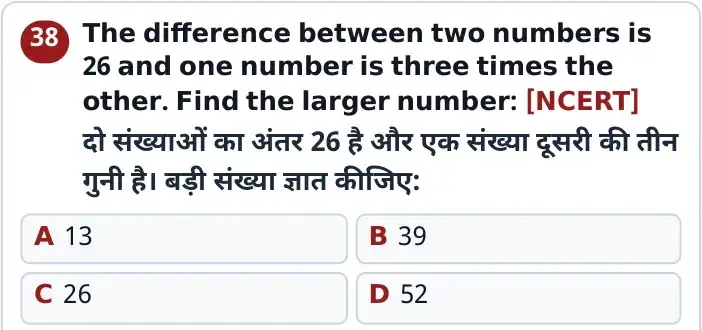 38 The difference between two numbers is
26 and one number is three times the
other. Find the larger number: [NCERT]
दो संख्याओं का अंतर 26 है और एक संख्या दूसरी की तीन
गुनी है। बड़ी संख्या ज्ञात कीजिए:
A 13
B 39
C 26
D 52